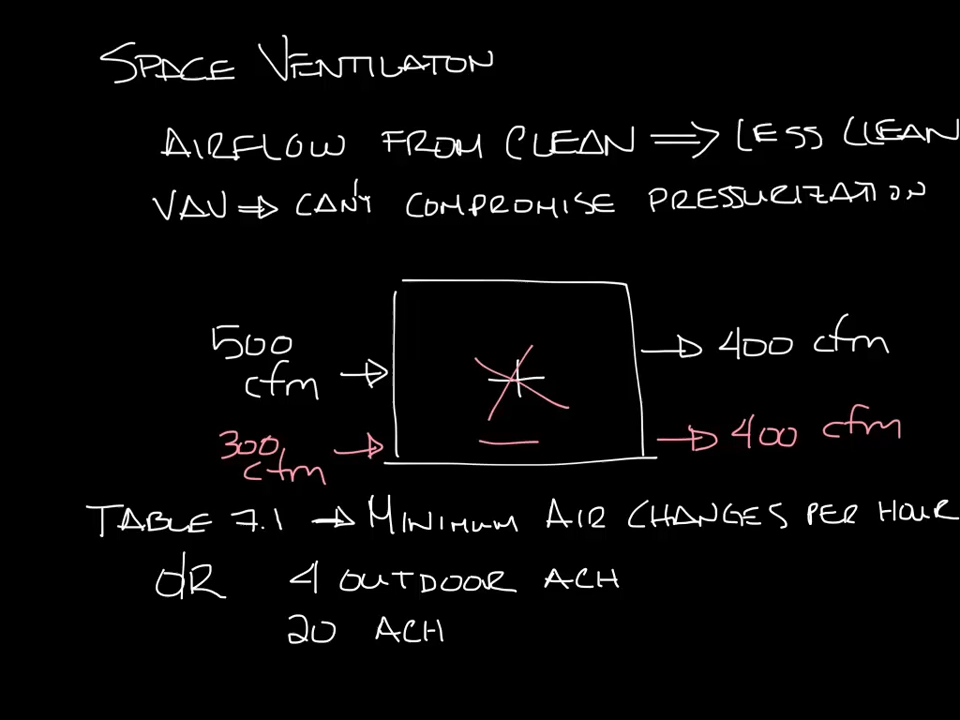 SPACE VENTILATON
AIRFLOW FROM CLEAN => LESS CLEAN
VAV => CAN'T COMPROMISE PRESSURIZATION
500 cfm → → 400 cfm
300 cfm → → 400 cfm
TABLE 7.1 → MINIMUM AIR CHANGES PER HOUR
OR 4 OUTDOOR ACH
20 ACH